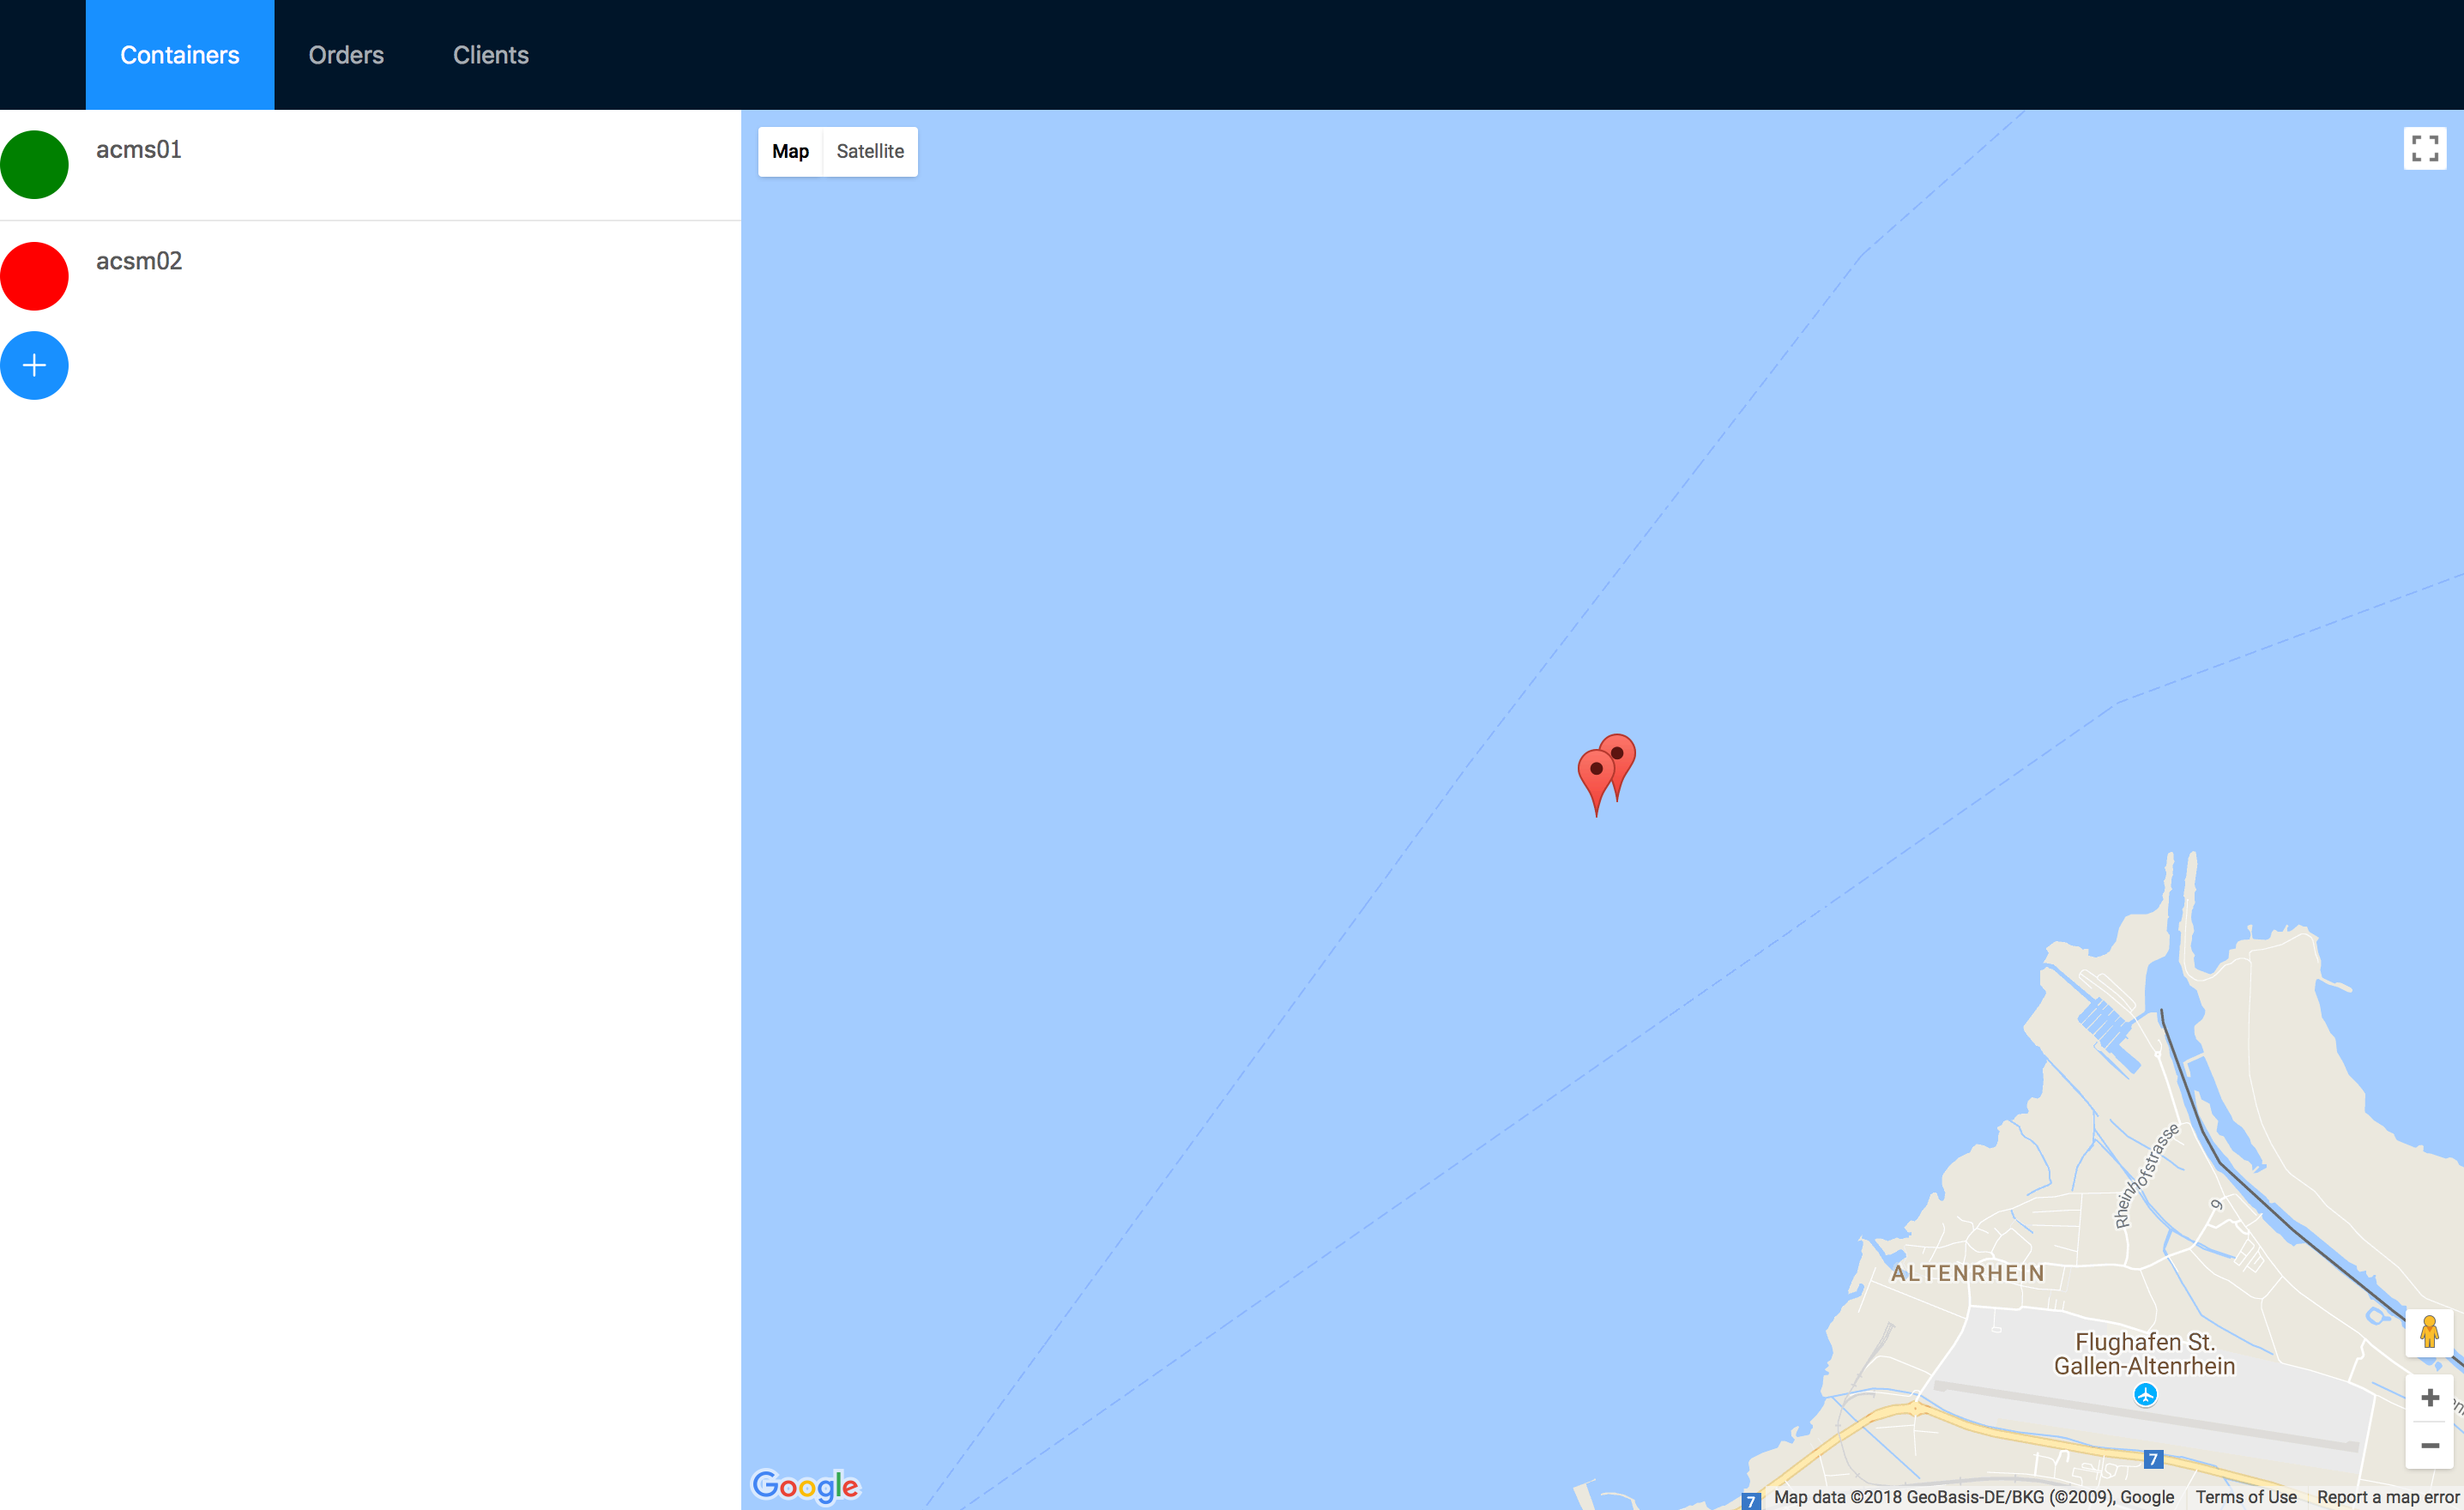 Containers Orders Clients
acms01
acsm02
Map Satellite
Rheinhofstrasse
9
ALTENRHEIN
Flughafen St.
Gallen-Altenrhein
7
7
Google
Map data ©2018 GeoBasis-DE/BKG (©2009), Google Terms of Use Report a map error